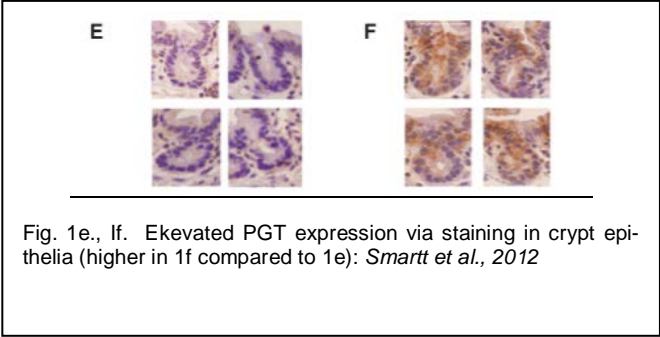 E F
Fig. 1e., If. Ekevated PGT expression via staining in crypt epi-
thelia (higher in 1f compared to 1e): Smartt et al., 2012